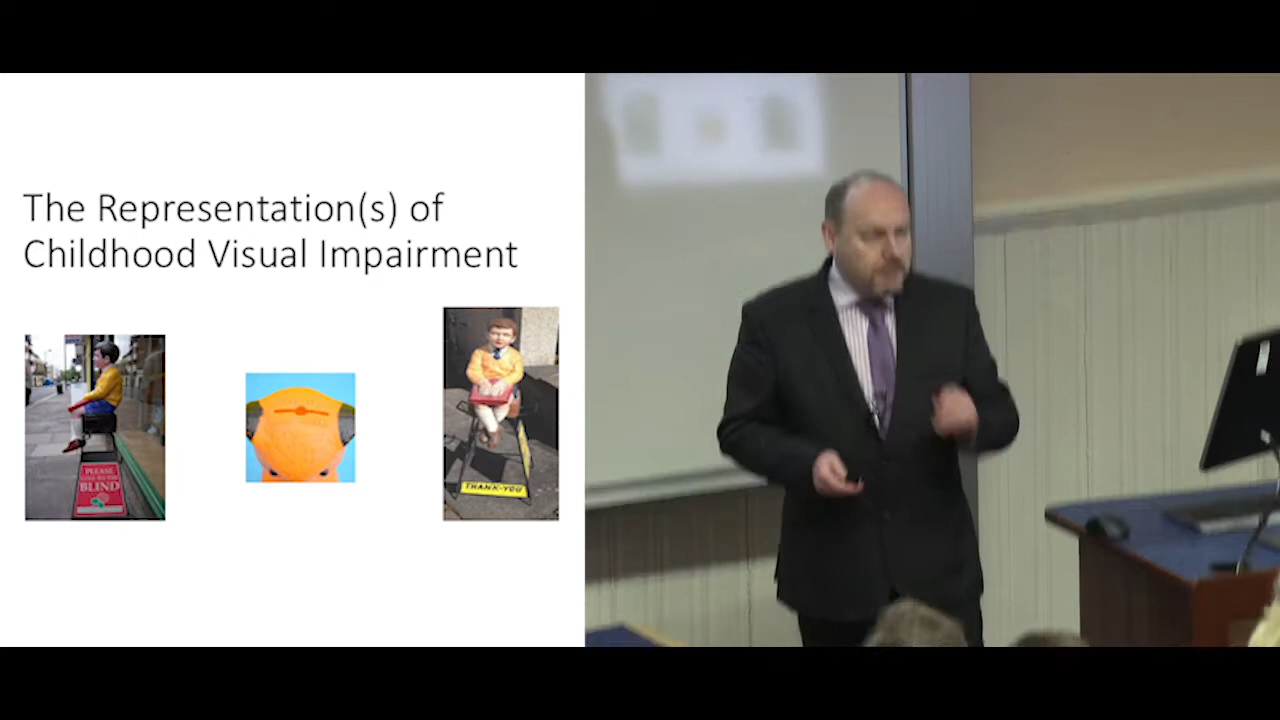 The Representation(s) of
Childhood Visual Impairment
PLEASE
BLIND
THANK-YOU